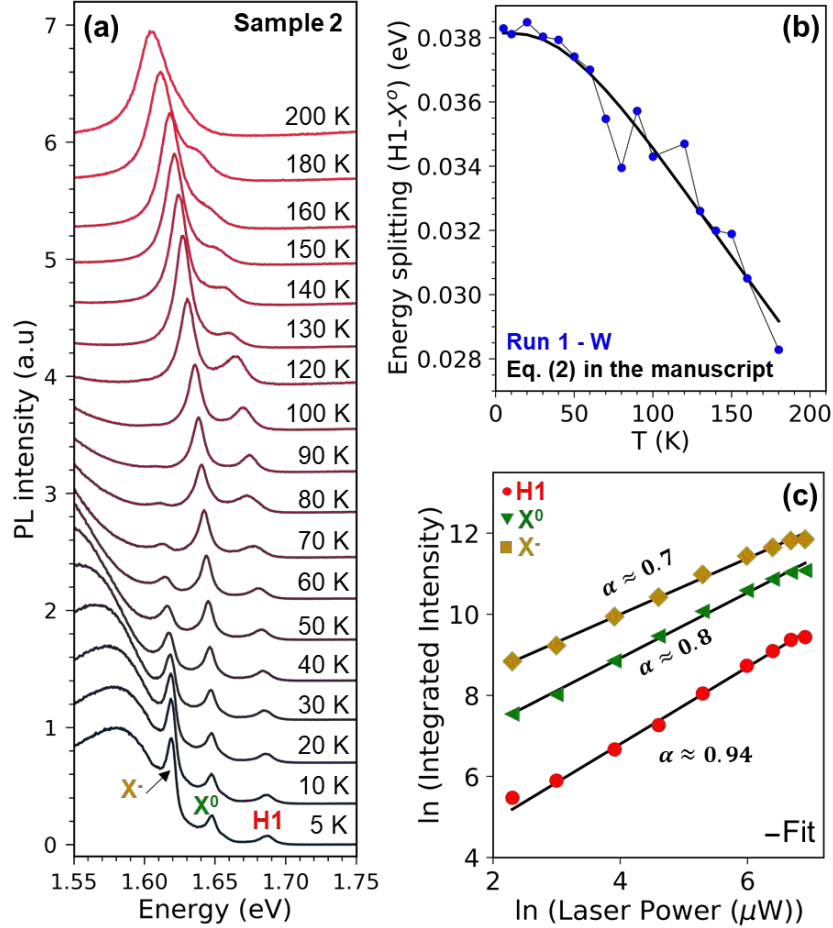 (a)
Sample 2
PL intensity (a.u)
7
6
5
4
3
2
1
0
200 K
180 K
160 K
150 K
140 K
130 K
120 K
100 K
90 K
80 K
70 K
60 K
50 K
40 K
30 K
20 K
10 K
5 K
X-
X⁰
H1
1.55 1.60 1.65 1.70 1.75
Energy (eV)
(b)
Energy splitting (H1-Xº) (eV)
0.038
0.036
0.034
0.032
0.030
0.028
Run 1 - W
Eq. (2) in the manuscript
0 50 100 150 200
T (K)
(c)
H1
X⁰
X-
ln (Integrated Intensity)
12
10
8
6
4
α ≈ 0.7
α ≈ 0.8
α ≈ 0.94
–Fit
2 4 6
ln (Laser Power (μW))